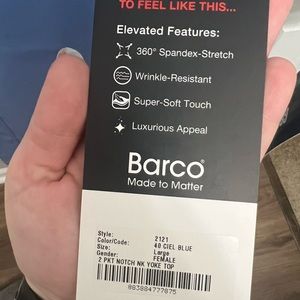 TO FEEL LIKE THIS...
Elevated Features:
360° Spandex-Stretch
Wrinkle-Resistant
Super-Soft Touch
Luxurious Appeal
Barco®
Made to Matter
Style: 2121
Color/Code: 40 CIEL BLUE
Size: Large
Gender: FEMALE
2 PKT NOTCH NK YOKE TOP
883884777875